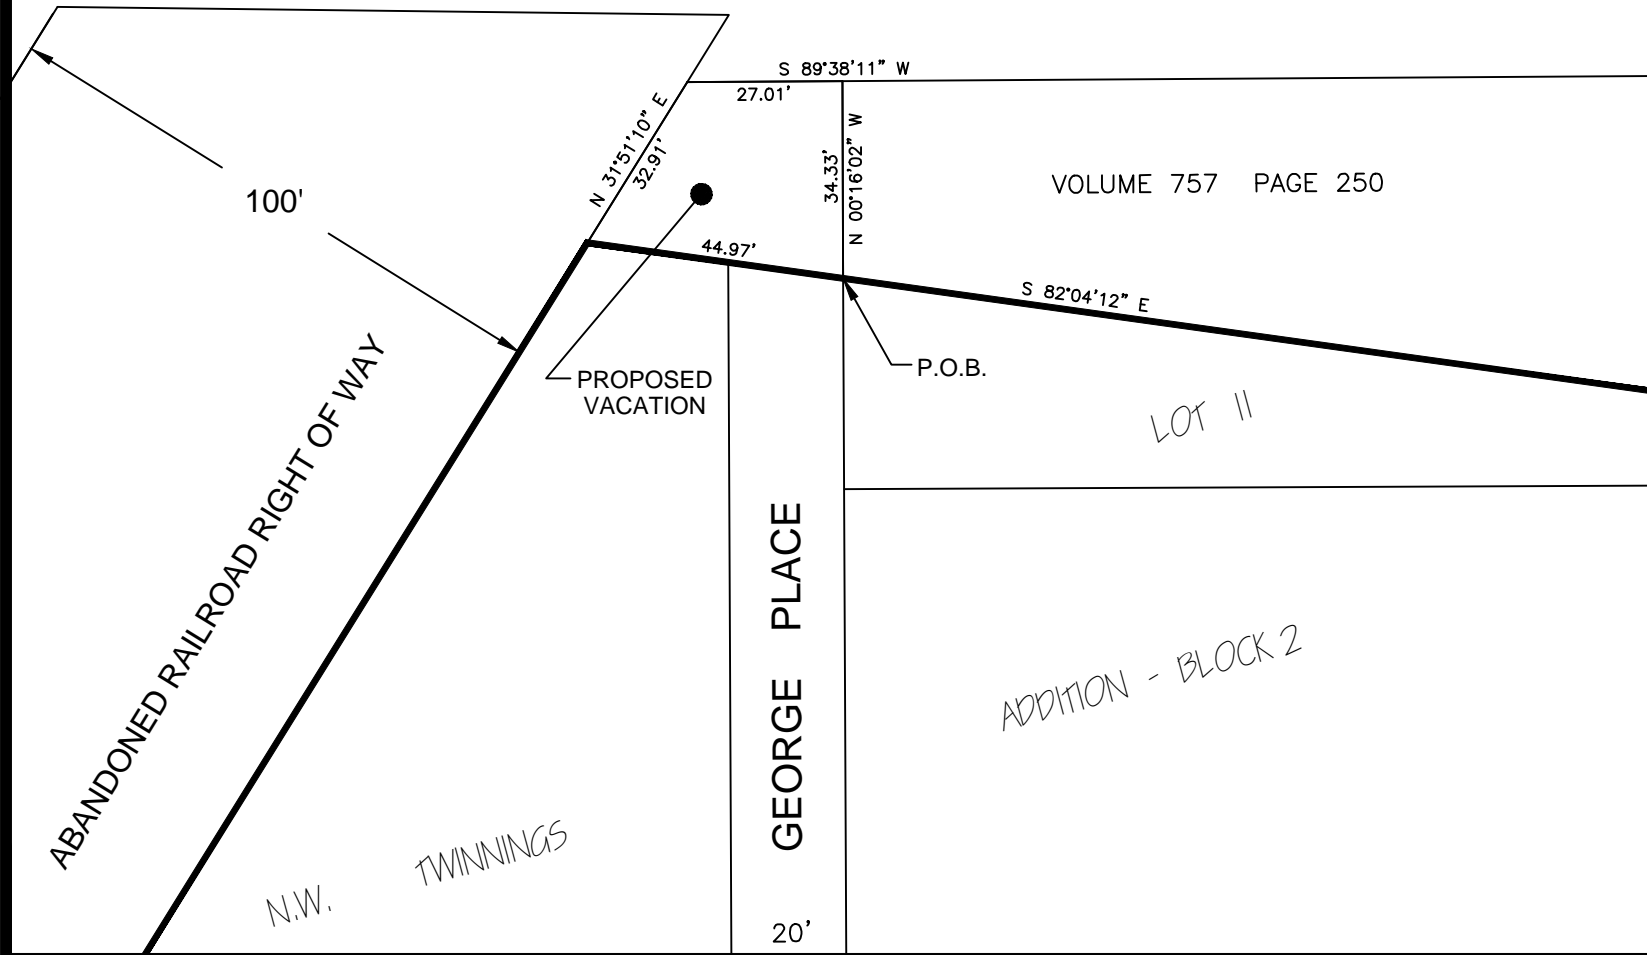 S 89°38'11" W
27.01'
N 31°51'10" E
32.91'
34.33'
N 00°16'02" W
VOLUME 757 PAGE 250
100'
44.97'
S 82°04'12" E
P.O.B.
PROPOSED
VACATION
LOT 11
ABANDONED RAILROAD RIGHT OF WAY
GEORGE PLACE
ADDITION - BLOCK 2
N.W. TWINNINGS
20'